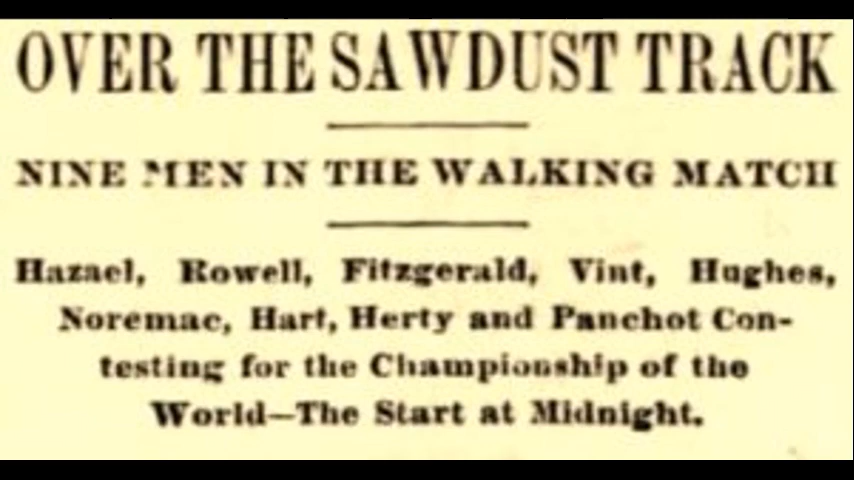 OVER THE SAWDUST TRACK
NINE MEN IN THE WALKING MATCH
Hazael, Rowell, Fitzgerald, Vint, Hughes,
Noremac, Hart, Herty and Panchot Con-
testing for the Championship of the
World—The Start at Midnight.